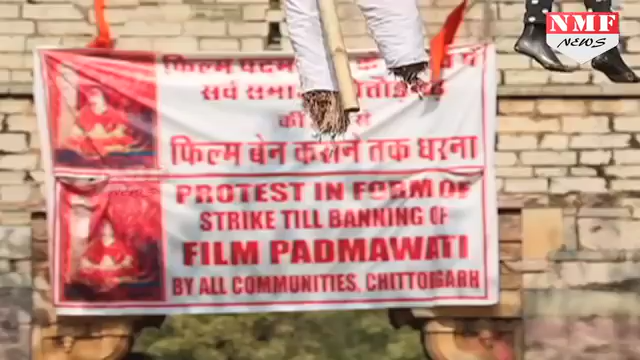 NMF
NEWS
फिल्म
सर्व
की
फिल्म बेन करने तक धरना
PROTEST IN FORM OF
STRIKE TILL BANNING OF
FILM PADMAWATI
BY ALL COMMUNITIES, CHITTORGARH